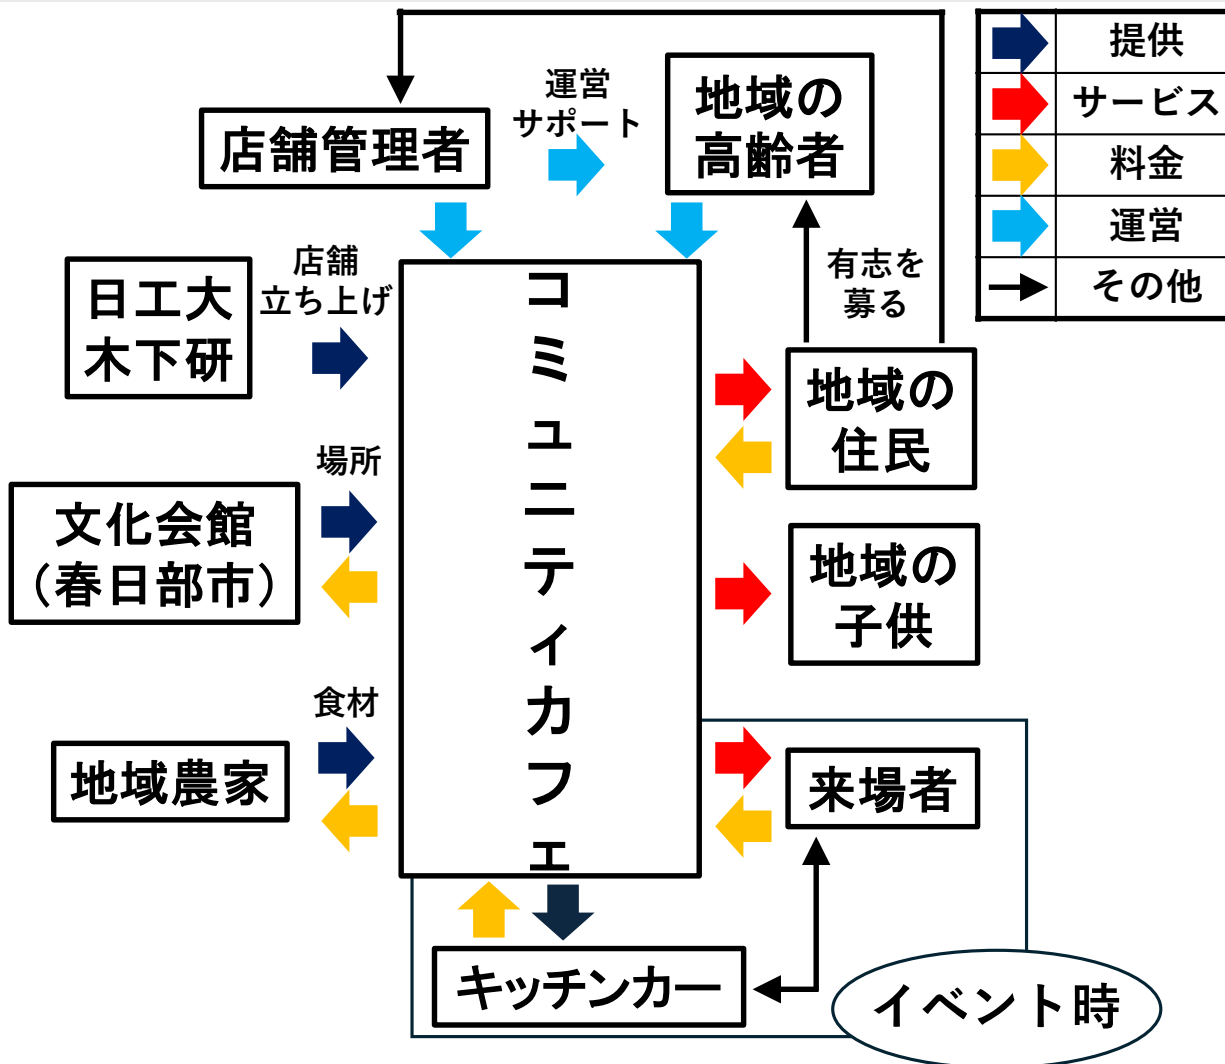 提供
サービス
料金
運営
その他
運営
サポート
地域の
高齢者
店舗管理者
店舗
立ち上げ
日工大
木下研
コミュニティカフェ
有志を
募る
地域の
住民
場所
文化会館
（春日部市）
地域の
子供
食材
地域農家
来場者
キッチンカー
イベント時